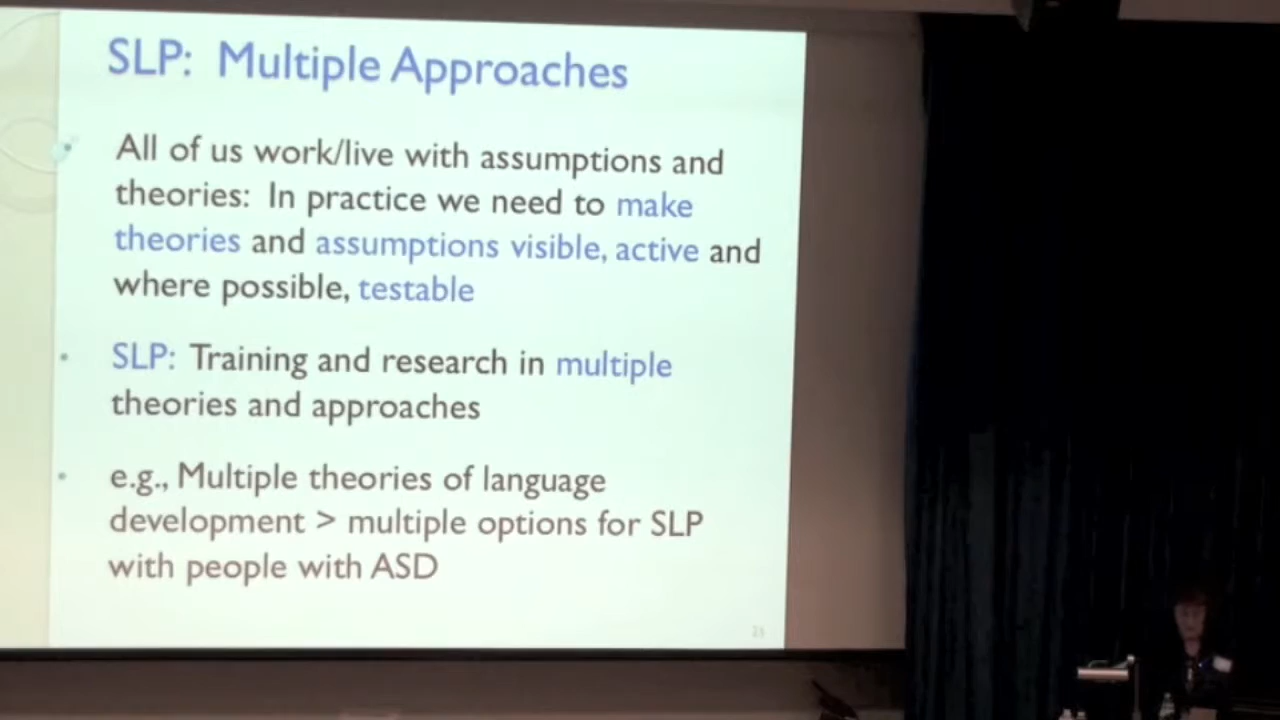 SLP: Multiple Approaches
• All of us work/live with assumptions and
theories: In practice we need to make
theories and assumptions visible, active and
where possible, testable
• SLP: Training and research in multiple
theories and approaches
• e.g., Multiple theories of language
development > multiple options for SLP
with people with ASD